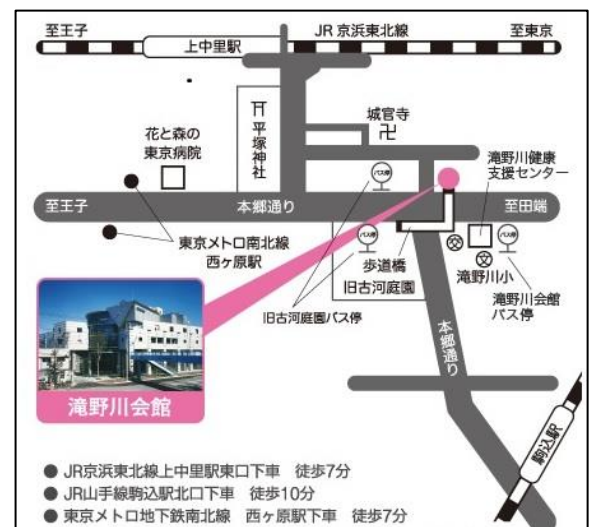 至王子
上中里駅
JR 京浜東北線
至東京
花と森の
東京病院
平塚神社
城官寺
滝野川健康
支援センター
バス停
至王子
本郷通り
至田端
東京メトロ南北線
西ヶ原駅
バス停
歩道橋
文
文
バス停
旧古河庭園
滝野川小
滝野川会館
バス停
旧古河庭園バス停
本郷通り
滝野川会館
駒込駅
● JR京浜東北線上中里駅東口下車 徒歩7分
● JR山手線駒込駅北口下車 徒歩10分
● 東京メトロ地下鉄南北線 西ヶ原駅下車 徒歩7分